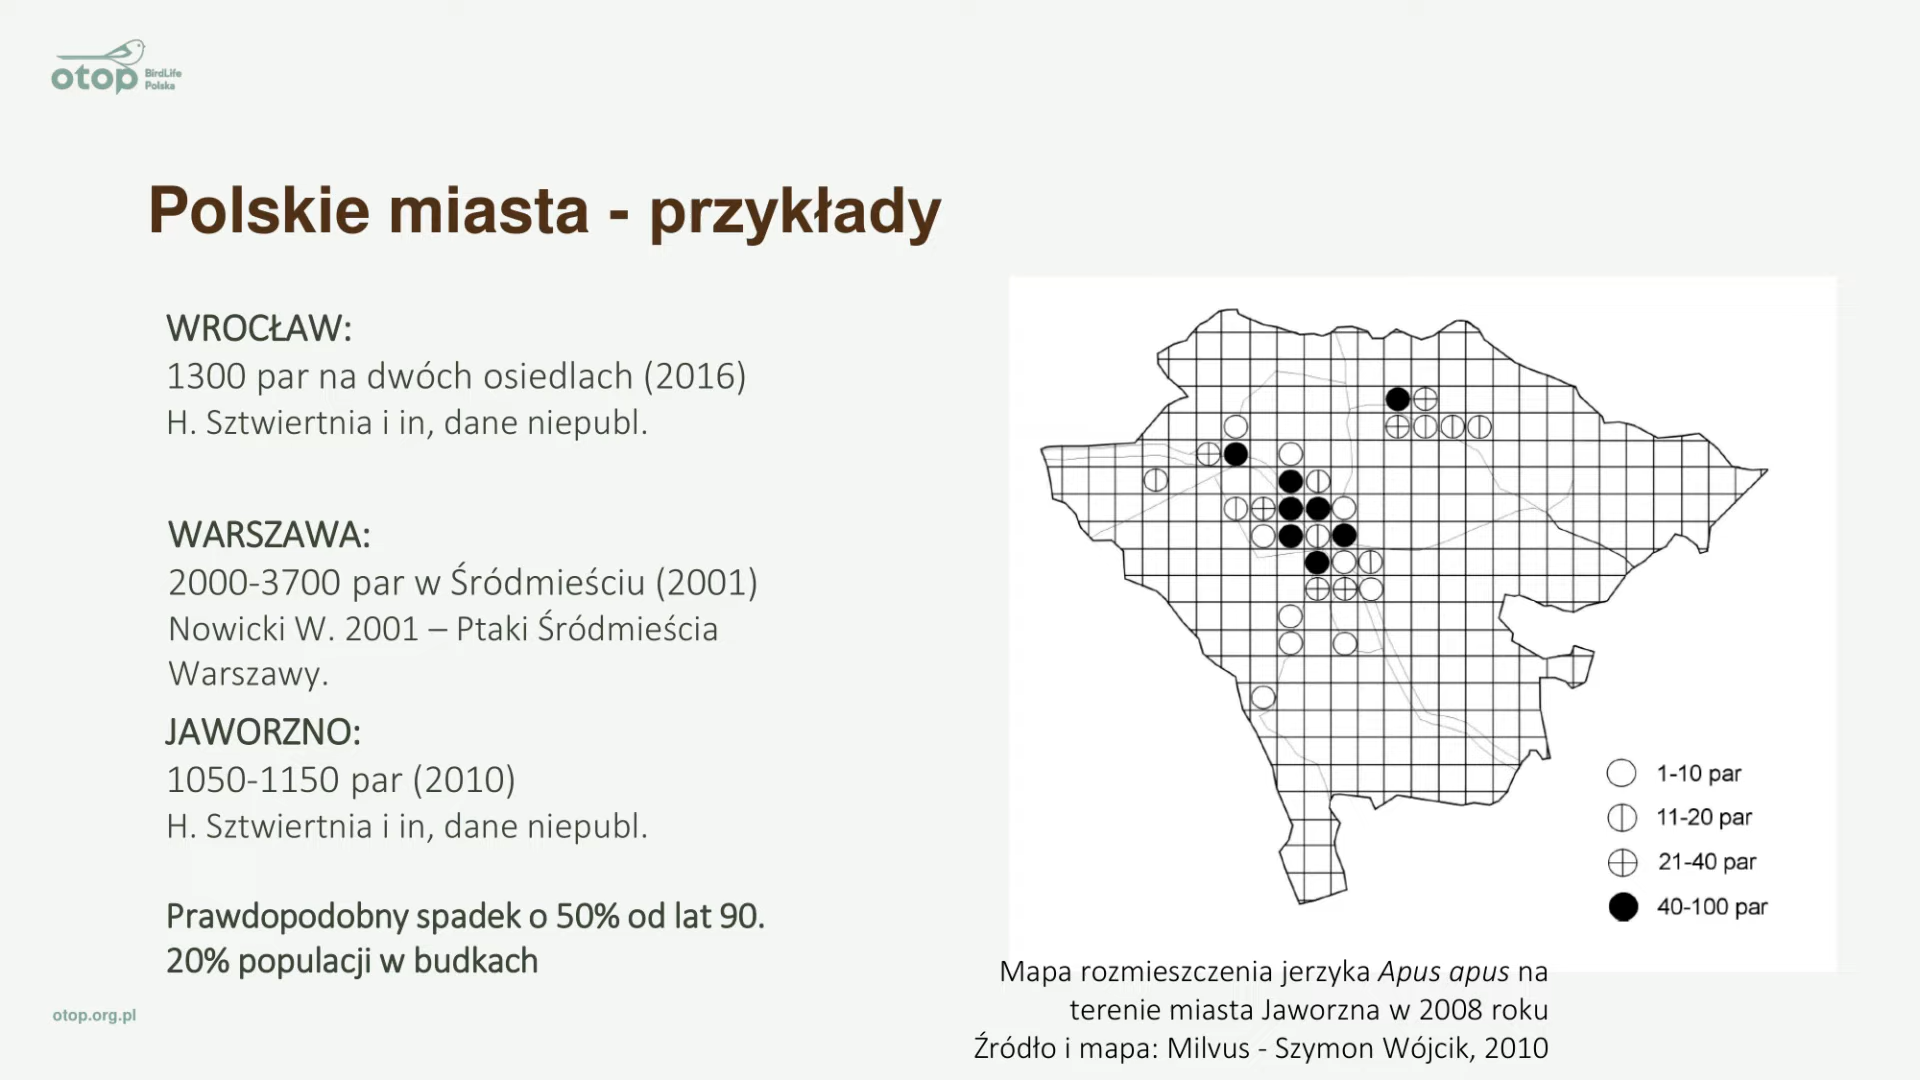 otop BirdLife
Polska
Polskie miasta - przykłady
WROCŁAW:
1300 par na dwóch osiedlach (2016)
H. Sztwiertnia i in, dane niepubl.
WARSZAWA:
2000-3700 par w Śródmieściu (2001)
Nowicki W. 2001 – Ptaki Śródmieścia
Warszawy.
JAWORZNO:
1050-1150 par (2010)
H. Sztwiertnia i in, dane niepubl.
Prawdopodobny spadek o 50% od lat 90.
20% populacji w budkach
otop.org.pl
1-10 par
11-20 par
21-40 par
40-100 par
Mapa rozmieszczenia jerzyka Apus apus na
terenie miasta Jaworzna w 2008 roku
Źródło i mapa: Milvus - Szymon Wójcik, 2010